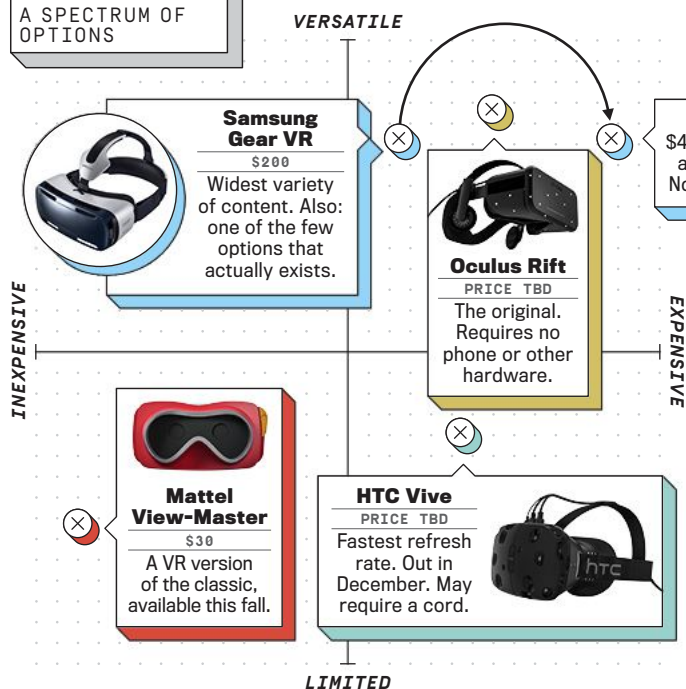 A SPECTRUM OF
OPTIONS
VERSATILE
Samsung
Gear VR
$200
Widest variety
of content. Also:
one of the few
options that
actually exists.
$4
a
No
Oculus Rift
PRICE TBD
The original.
Requires no
phone or other
hardware.
INEXPENSIVE
EXPENSIVE
Mattel
View-Master
$30
A VR version
of the classic,
available this fall.
HTC Vive
PRICE TBD
Fastest refresh
rate. Out in
December. May
require a cord.
hTC
LIMITED